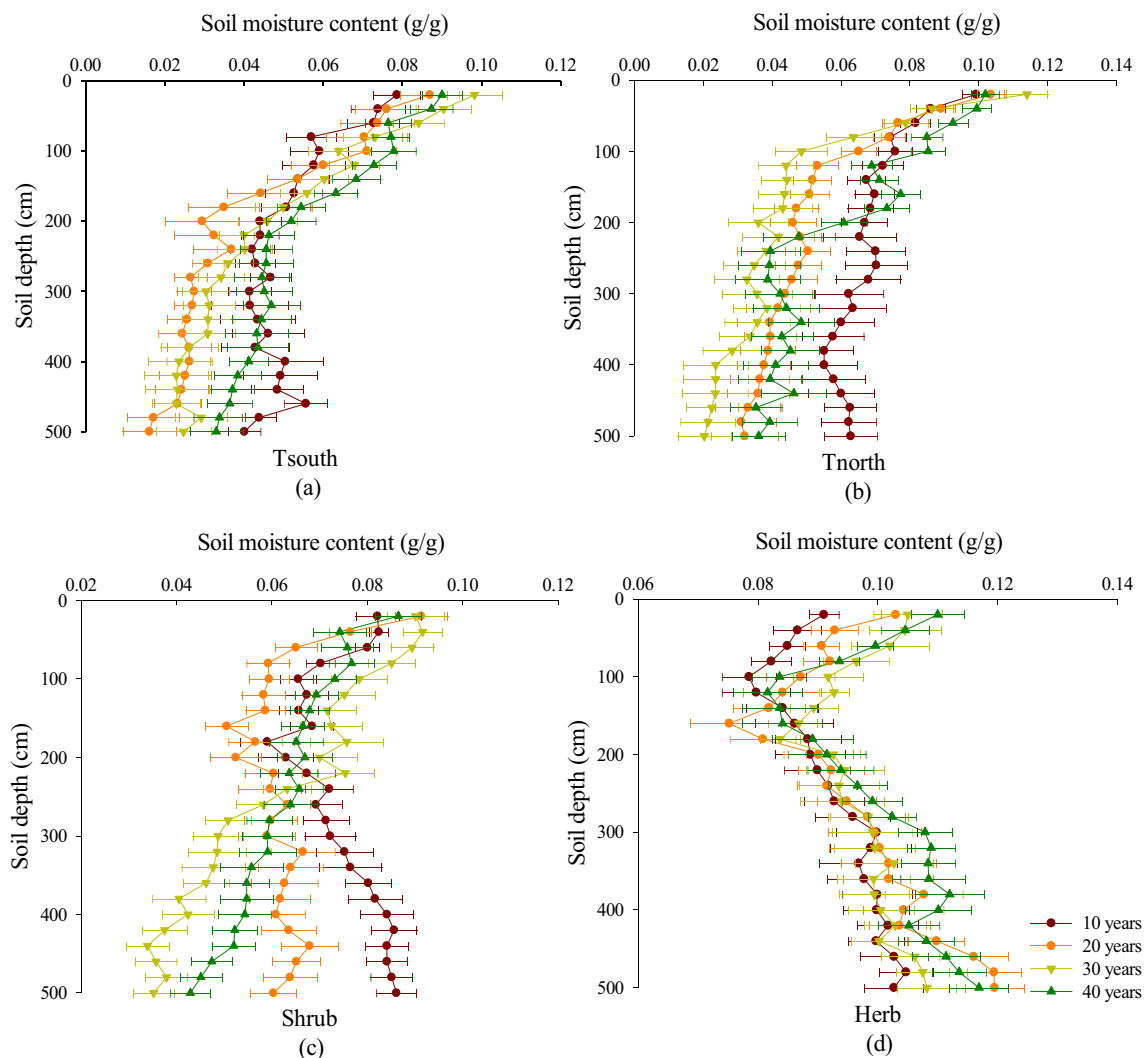 Soil moisture content (g/g)
0.00 0.02 0.04 0.06 0.08 0.10 0.12
0
100
200
300
400
500
Soil depth (cm)
Tsouth
(a)
Soil moisture content (g/g)
0.00 0.02 0.04 0.06 0.08 0.10 0.12 0.14
0
100
200
300
400
500
Soil depth (cm)
Tnorth
(b)
Soil moisture content (g/g)
0.02 0.04 0.06 0.08 0.10 0.12
0
100
200
300
400
500
Soil depth (cm)
Shrub
(c)
Soil moisture content (g/g)
0.06 0.08 0.10 0.12 0.14
0
100
200
300
400
500
Soil depth (cm)
10 years
20 years
30 years
40 years
Herb
(d)